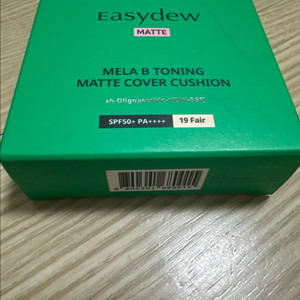 Easydew
MATTE
MELA B TONING
MATTE COVER CUSHION
SPF50+ PA++++ 19 Fair